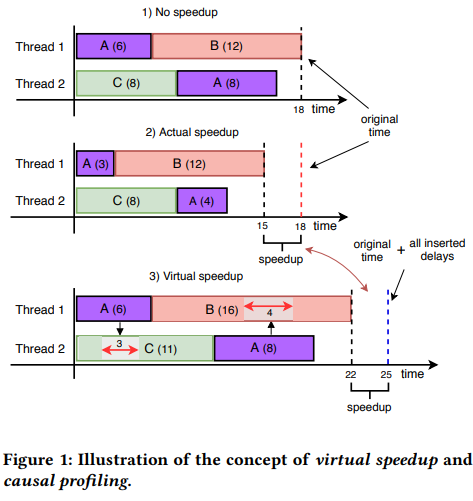 1) No speedup
Thread 1
A (6)
B (12)
Thread 2
C (8)
A (8)
18
time
original
time
2) Actual speedup
Thread 1
A (3)
B (12)
Thread 2
C (8)
A (4)
15
18
time
speedup
original
time
+
all inserted
delays
3) Virtual speedup
Thread 1
A (6)
B (16)
4
Thread 2
3
C (11)
A (8)
22
25
time
speedup
Figure 1: Illustration of the concept of virtual speedup and
causal profiling.